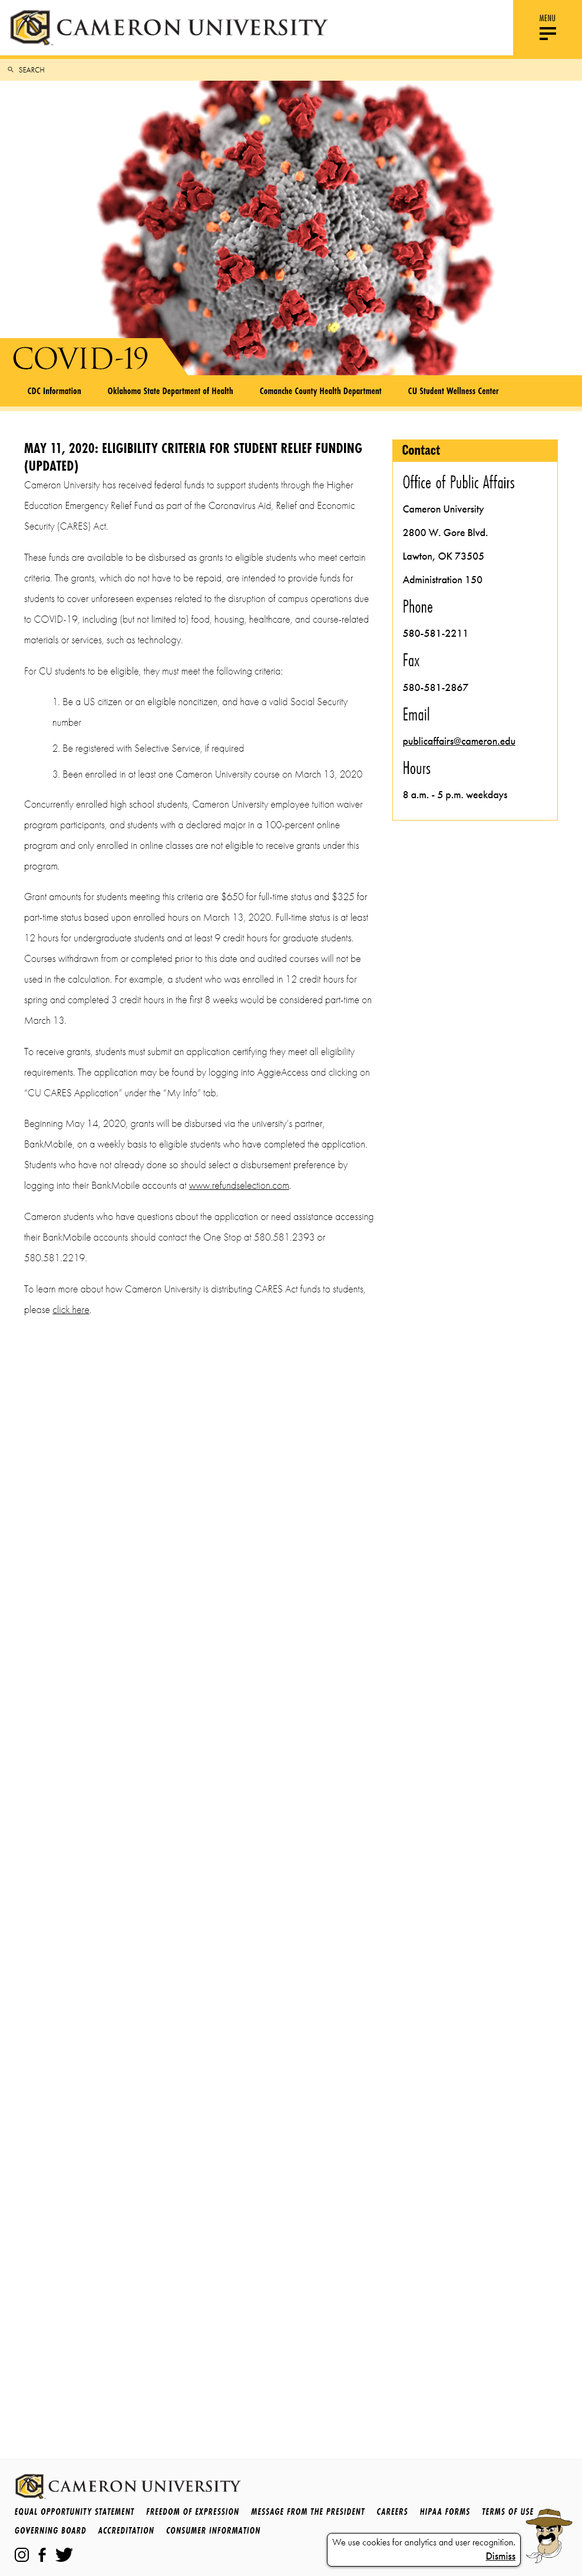 CAMERON UNIVERSITY
MENU
SEARCH
COVID-19
CDC Information Oklahoma State Department of Health Comanche County Health Department CU Student Wellness Center
MAY 11, 2020: ELIGIBILITY CRITERIA FOR STUDENT RELIEF FUNDING
(UPDATED)
Cameron University has received federal funds to support students through the Higher
Education Emergency Relief Fund as part of the Coronavirus Aid, Relief and Economic
Security (CARES) Act.
These funds are available to be disbursed as grants to eligible students who meet certain
criteria. The grants, which do not have to be repaid, are intended to provide funds for
students to cover unforeseen expenses related to the disruption of campus operations due
to COVID-19, including (but not limited to) food, housing, healthcare, and course-related
materials or services, such as technology.
For CU students to be eligible, they must meet the following criteria:
1. Be a US citizen or an eligible noncitizen, and have a valid Social Security
number
2. Be registered with Selective Service, if required
3. Been enrolled in at least one Cameron University course on March 13, 2020
Concurrently enrolled high school students, Cameron University employee tuition waiver
program participants, and students with a declared major in a 100-percent online
program and only enrolled in online classes are not eligible to receive grants under this
program.
Grant amounts for students meeting this criteria are $650 for full-time status and $325 for
part-time status based upon enrolled hours on March 13, 2020. Full-time status is at least
12 hours for undergraduate students and at least 9 credit hours for graduate students.
Courses withdrawn from or completed prior to this date and audited courses will not be
used in the calculation. For example, a student who was enrolled in 12 credit hours for
spring and completed 3 credit hours in the first 8 weeks would be considered part-time on
March 13.
To receive grants, students must submit an application certifying they meet all eligibility
requirements. The application may be found by logging into AggieAccess and clicking on
“CU CARES Application” under the “My Info” tab.
Beginning May 14, 2020, grants will be disbursed via the university’s partner,
BankMobile, on a weekly basis to eligible students who have completed the application.
Students who have not already done so should select a disbursement preference by
logging into their BankMobile accounts at www.refundselection.com.
Cameron students who have questions about the application or need assistance accessing
their BankMobile accounts should contact the One Stop at 580.581.2393 or
580.581.2219.
To learn more about how Cameron University is distributing CARES Act funds to students,
please click here.
Contact
Office of Public Affairs
Cameron University
2800 W. Gore Blvd.
Lawton, OK 73505
Administration 150
Phone
580-581-2211
Fax
580-581-2867
Email
publicaffairs@cameron.edu
Hours
8 a.m. - 5 p.m. weekdays
CAMERON UNIVERSITY
EQUAL OPPORTUNITY STATEMENT FREEDOM OF EXPRESSION MESSAGE FROM THE PRESIDENT CAREERS HIPAA FORMS TERMS OF USE
GOVERNING BOARD ACCREDITATION CONSUMER INFORMATION
We use cookies for analytics and user recognition.
Dismiss